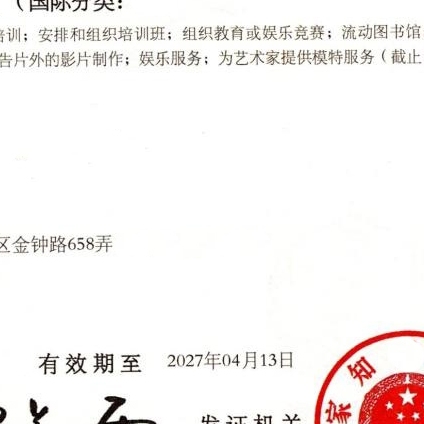 （国际分类：
培训；安排和组织培训班；组织教育或娱乐竞赛；流动图书馆
告片外的影片制作；娱乐服务；为艺术家提供模特服务（截止
区金钟路658弄
有效期至 2027年04月13日
发证机关
家知